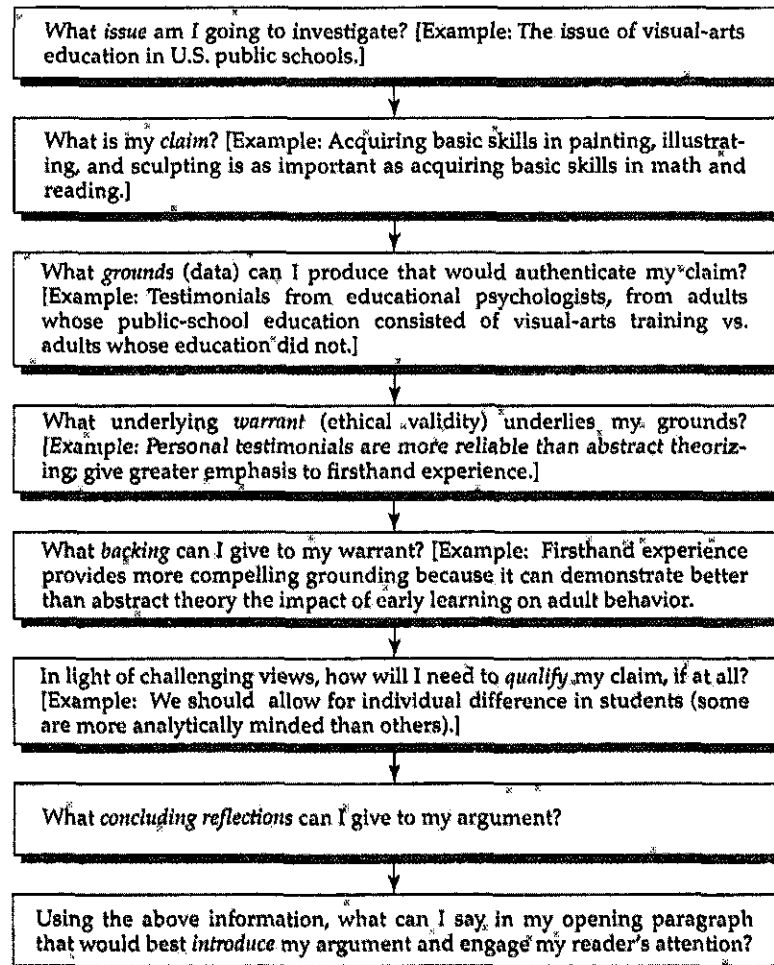 What issue am I going to investigate? [Example: The issue of visual-arts
education in U.S. public schools.]
What is my claim? [Example: Acquiring basic skills in painting, illustrat-
ing, and sculpting is as important as acquiring basic skills in math and
reading.]
What grounds (data) can I produce that would authenticate my claim?
[Example: Testimonials from educational psychologists, from adults
whose public-school education consisted of visual-arts training vs.
adults whose education did not.]
What underlying warrant (ethical validity) underlies my grounds?
[Example: Personal testimonials are more reliable than abstract theoriz-
ing; give greater emphasis to firsthand experience.]
What backing can I give to my warrant? [Example: Firsthand experience
provides more compelling grounding because it can demonstrate better
than abstract theory the impact of early learning on adult behavior.
In light of challenging views, how will I need to qualify my claim, if at all?
[Example: We should allow for individual difference in students (some
are more analytically minded than others).]
What concluding reflections can I give to my argument?
Using the above information, what can I say in my opening paragraph
that would best introduce my argument and engage my reader's attention?